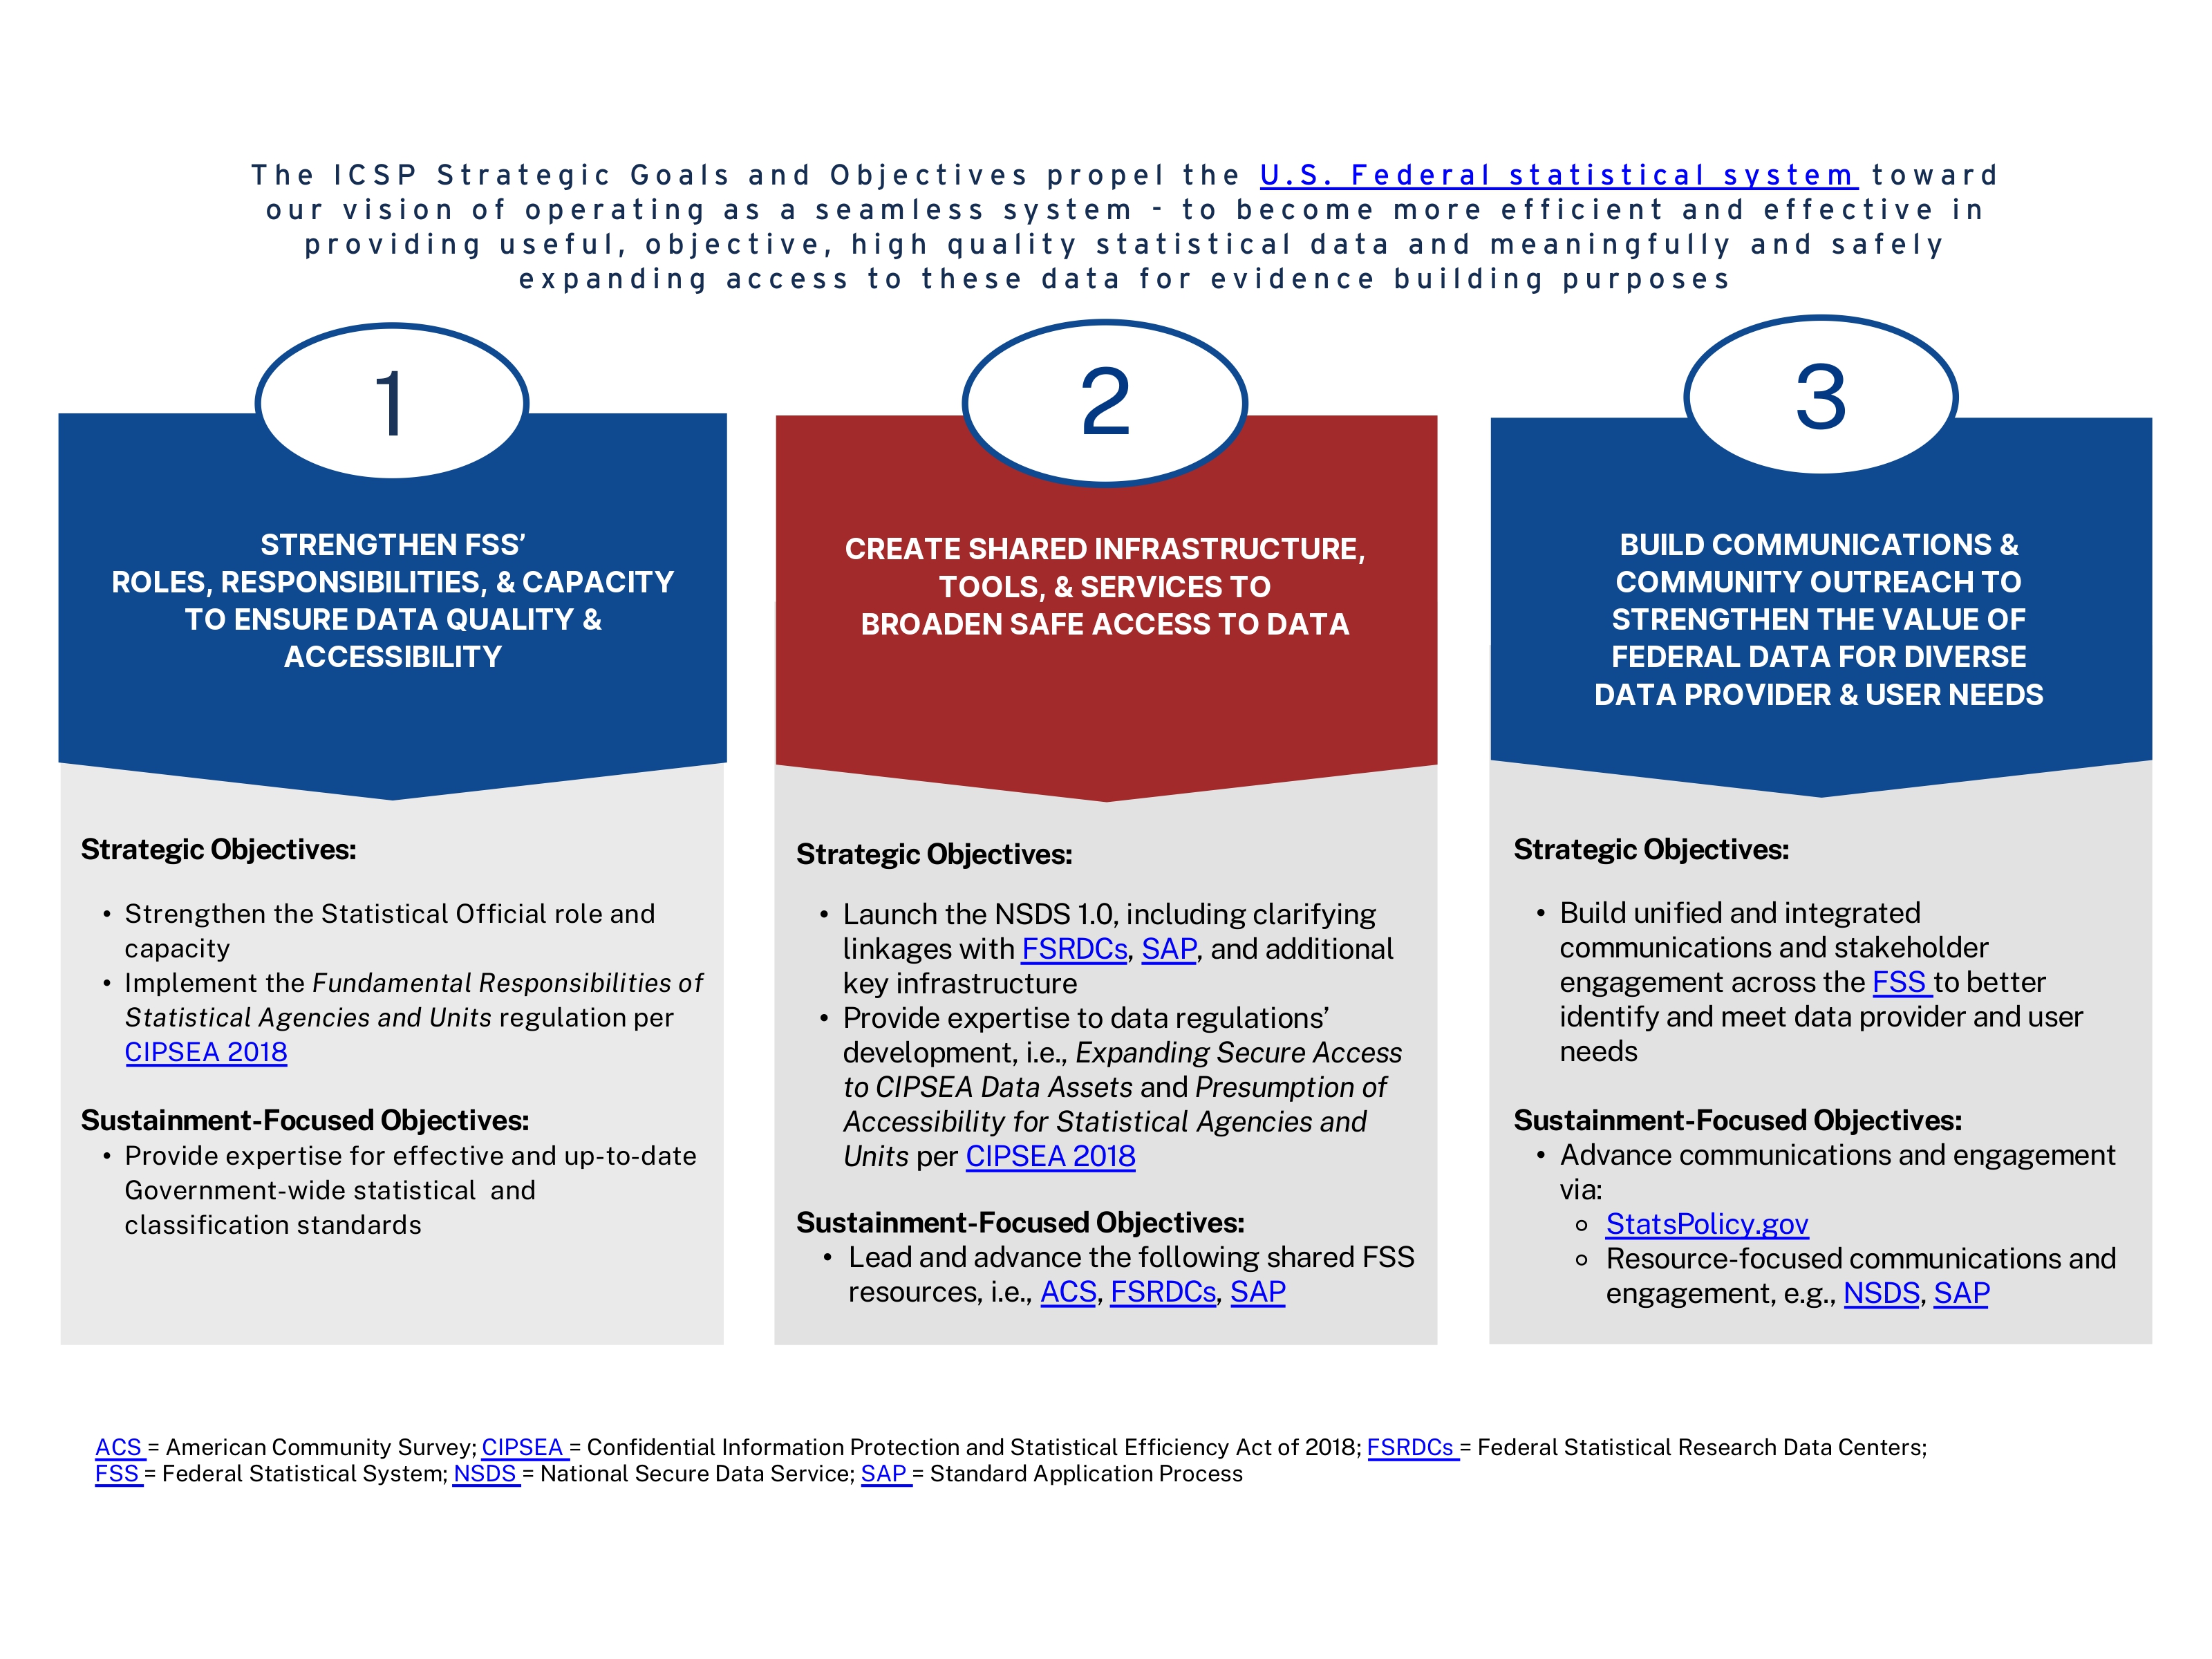 The ICSP Strategic Goals and Objectives propel the U.S. Federal statistical system toward
our vision of operating as a seamless system - to become more efficient and effective in
providing useful, objective, high quality statistical data and meaningfully and safely
expanding access to these data for evidence building purposes
1
STRENGTHEN FSS’
ROLES, RESPONSIBILITIES, & CAPACITY
TO ENSURE DATA QUALITY &
ACCESSIBILITY
Strategic Objectives:
• Strengthen the Statistical Official role and
capacity
• Implement the Fundamental Responsibilities of
Statistical Agencies and Units regulation per
CIPSEA 2018
Sustainment-Focused Objectives:
• Provide expertise for effective and up-to-date
Government-wide statistical and
classification standards
2
CREATE SHARED INFRASTRUCTURE,
TOOLS, & SERVICES TO
BROADEN SAFE ACCESS TO DATA
Strategic Objectives:
• Launch the NSDS 1.0, including clarifying
linkages with FSRDCs, SAP, and additional
key infrastructure
• Provide expertise to data regulations’
development, i.e., Expanding Secure Access
to CIPSEA Data Assets and Presumption of
Accessibility for Statistical Agencies and
Units per CIPSEA 2018
Sustainment-Focused Objectives:
• Lead and advance the following shared FSS
resources, i.e., ACS, FSRDCs, SAP
3
BUILD COMMUNICATIONS &
COMMUNITY OUTREACH TO
STRENGTHEN THE VALUE OF
FEDERAL DATA FOR DIVERSE
DATA PROVIDER & USER NEEDS
Strategic Objectives:
• Build unified and integrated
communications and stakeholder
engagement across the FSS to better
identify and meet data provider and user
needs
Sustainment-Focused Objectives:
• Advance communications and engagement
via:
○ StatsPolicy.gov
○ Resource-focused communications and
engagement, e.g., NSDS, SAP
ACS = American Community Survey; CIPSEA = Confidential Information Protection and Statistical Efficiency Act of 2018; FSRDCs = Federal Statistical Research Data Centers;
FSS = Federal Statistical System; NSDS = National Secure Data Service; SAP = Standard Application Process